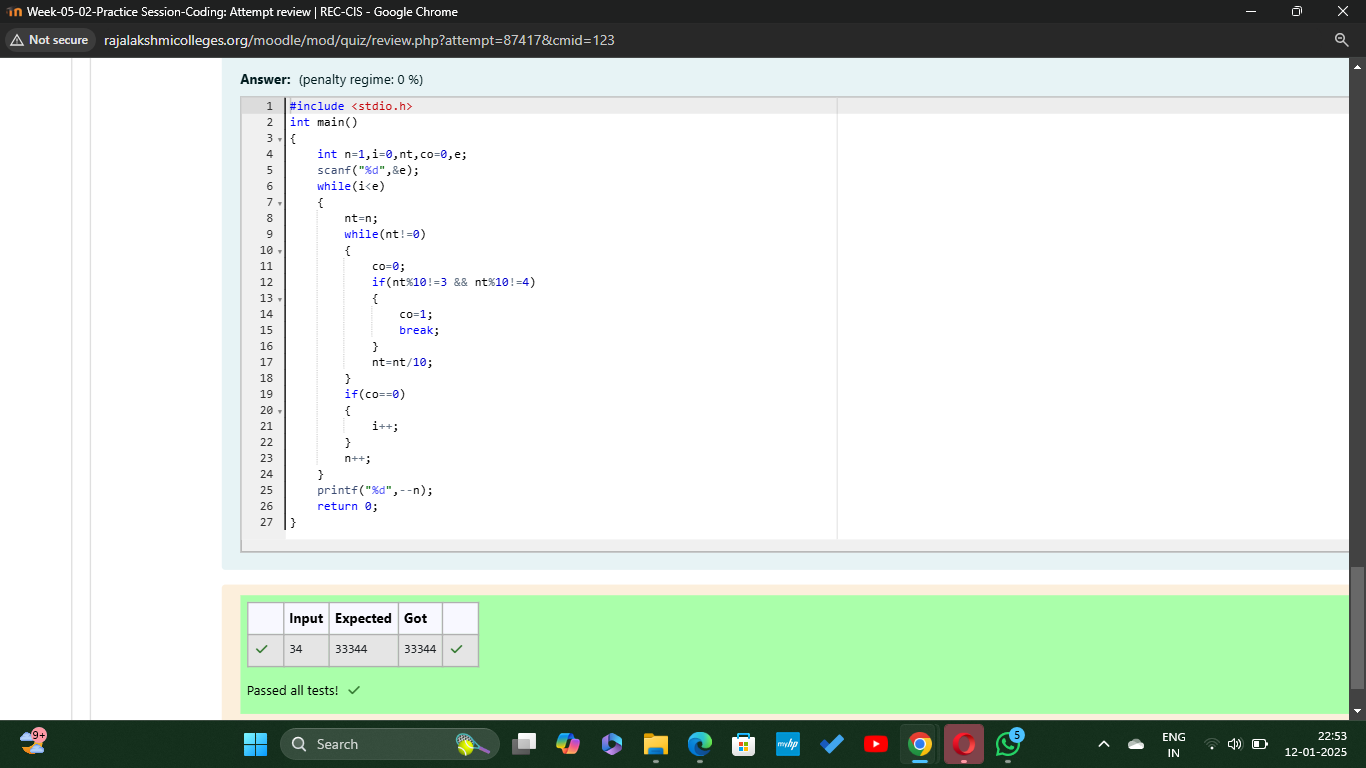 Week-05-02-Practice Session-Coding: Attempt review | REC-CIS - Google Chrome
Not secure rajalakshmicolleges.org/moodle/mod/quiz/review.php?attempt=87417&cmid=123
Answer: (penalty regime: 0 %)
1 #include <stdio.h>
2 int main()
3 {
4 int n=1,i=0,nt,co=0,e;
5 scanf("%d",&e);
6 while(i<e)
7 {
8 nt=n;
9 while(nt!=0)
10 {
11 co=0;
12 if(nt%10!=3 && nt%10!=4)
13 {
14 co=1;
15 break;
16 }
17 nt=nt/10;
18 }
19 if(co==0)
20 {
21 i++;
22 }
23 n++;
24 }
25 printf("%d",--n);
26 return 0;
27 }
Input Expected Got
34 33344 33344
Passed all tests!
9+
Search
myhp
5
ENG
IN
22:53
12-01-2025